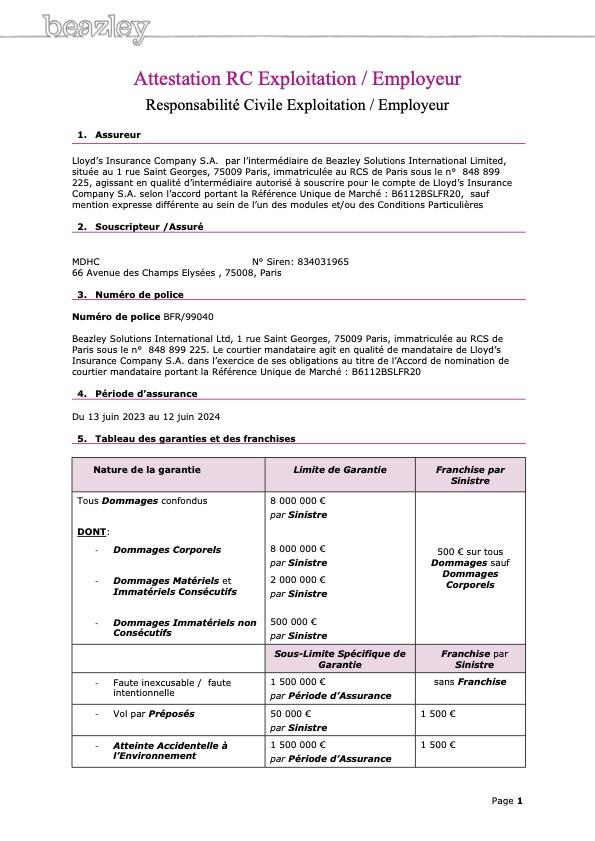 beazley
Attestation RC Exploitation / Employeur
Responsabilité Civile Exploitation / Employeur
1. Assureur
Lloyd's Insurance Company S.A. par l'intermédiaire de Beazley Solutions International Limited,
située au 1 rue Saint Georges, 75009 Paris, immatriculée au RCS de Paris sous le n° 848 899
225, agissant en qualité d'intermédiaire autorisé à souscrire pour le compte de Lloyd's Insurance
Company S.A. selon l'accord portant la Référence Unique de Marché : B6112BSLFR20, sauf
mention expresse différente au sein de l'un des modules et/ou des Conditions Particulières
2. Souscripteur /Assuré
MDHC N° Siren: 834031965
66 Avenue des Champs Elysées , 75008, Paris
3. Numéro de police
Numéro de police BFR/99040
Beazley Solutions International Ltd, 1 rue Saint Georges, 75009 Paris, immatriculée au RCS de
Paris sous le n° 848 899 225. Le courtier mandataire agit en qualité de mandataire de Lloyd's
Insurance Company S.A. dans l'exercice de ses obligations au titre de l'Accord de nomination de
courtier mandataire portant la Référence Unique de Marché : B6112BSLFR20
4. Période d'assurance
Du 13 juin 2023 au 12 juin 2024
5. Tableau des garanties et des franchises
Nature de la garantie Limite de Garantie Franchise par
Sinistre
Tous Dommages confondus 8 000 000 €
par Sinistre
DONT:
- Dommages Corporels 8 000 000 €
par Sinistre
- Dommages Matériels et 2 000 000 €
Immatériels Consécutifs par Sinistre
- Dommages Immatériels non 500 000 €
Consécutifs par Sinistre
500 € sur tous
Dommages sauf
Dommages
Corporels
Sous-Limite Spécifique de Franchise par
Garantie Sinistre
- Faute inexcusable / faute 1 500 000 € sans Franchise
intentionnelle par Période d'Assurance
- Vol par Préposés 50 000 € 1 500 €
par Sinistre
- Atteinte Accidentelle à 1 500 000 € 1 500 €
l'Environnement par Période d'Assurance
Page 1